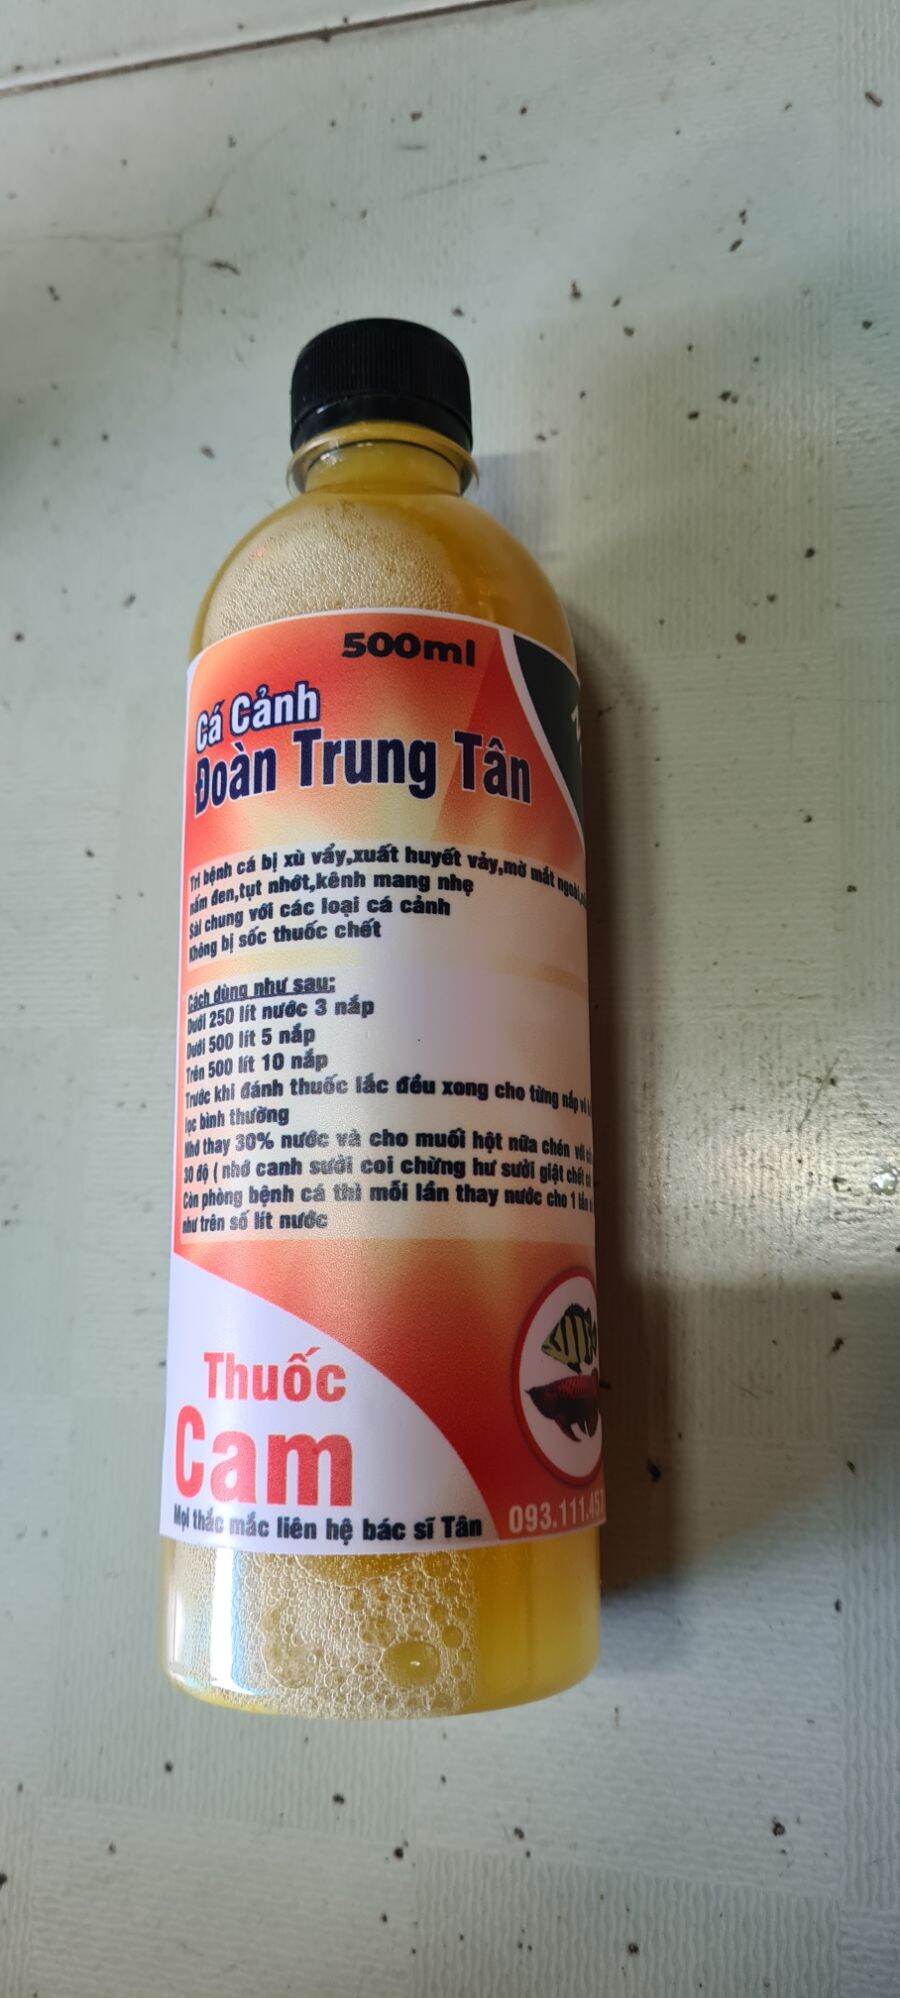 500ml
Cá Cảnh
Đoàn Trung Tân
Trị bệnh cá bị xù vẩy,xuất huyết vảy,mờ mắt ngoài
nấm đen,tụt nhớt,kênh mang nhẹ
Sài chung với các loại cá cảnh
Không bị sốc thuốc chết
Cách dùng như sau:
Dưới 250 lít nước 3 nắp
Dưới 500 lít 5 nắp
Trên 500 lít 10 nắp
Trước khi đánh thuốc lắc đều xong cho từng nắp
lọc bình thường
Nhớ thay 30% nước và cho muối hột nữa chén với
30 độ ( nhớ canh sưởi coi chừng hư sưởi giật chết
Còn phòng bệnh cá thì mỗi lần thay nước cho 1 lần
như trên số lít nước
Thuốc
Cam
Mọi thắc mắc liên hệ bác sĩ Tân
093.111.457